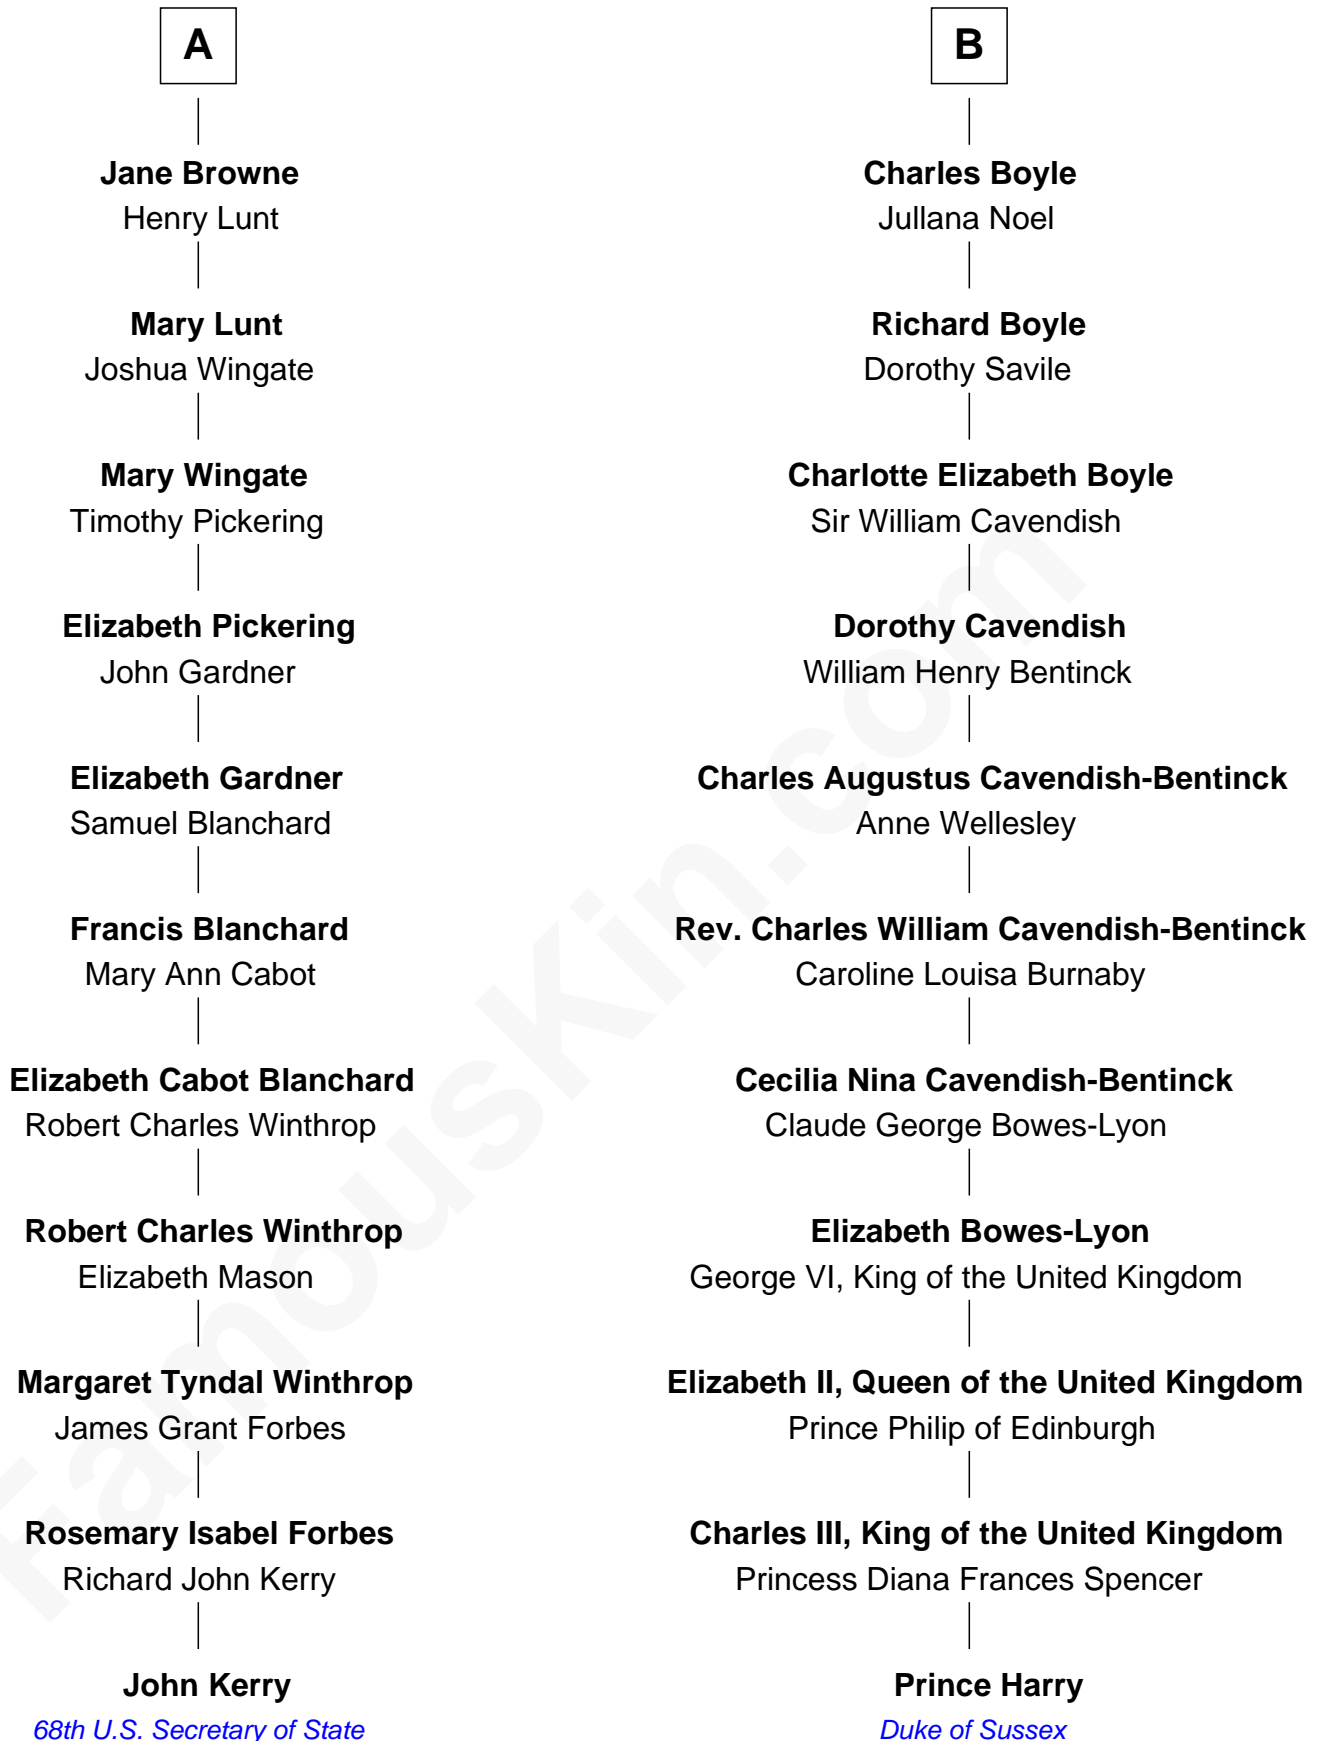 A
Jane Browne
Henry Lunt
Mary Lunt
Joshua Wingate
Mary Wingate
Timothy Pickering
Elizabeth Pickering
John Gardner
Elizabeth Gardner
Samuel Blanchard
Francis Blanchard
Mary Ann Cabot
Elizabeth Cabot Blanchard
Robert Charles Winthrop
Robert Charles Winthrop
Elizabeth Mason
Margaret Tyndal Winthrop
James Grant Forbes
Rosemary Isabel Forbes
Richard John Kerry
John Kerry
68th U.S. Secretary of State
B
Charles Boyle
Jullana Noel
Richard Boyle
Dorothy Savile
Charlotte Elizabeth Boyle
Sir William Cavendish
Dorothy Cavendish
William Henry Bentinck
Charles Augustus Cavendish-Bentinck
Anne Wellesley
Rev. Charles William Cavendish-Bentinck
Caroline Louisa Burnaby
Cecilia Nina Cavendish-Bentinck
Claude George Bowes-Lyon
Elizabeth Bowes-Lyon
George VI, King of the United Kingdom
Elizabeth II, Queen of the United Kingdom
Prince Philip of Edinburgh
Charles III, King of the United Kingdom
Princess Diana Frances Spencer
Prince Harry
Duke of Sussex
FamousKin.com